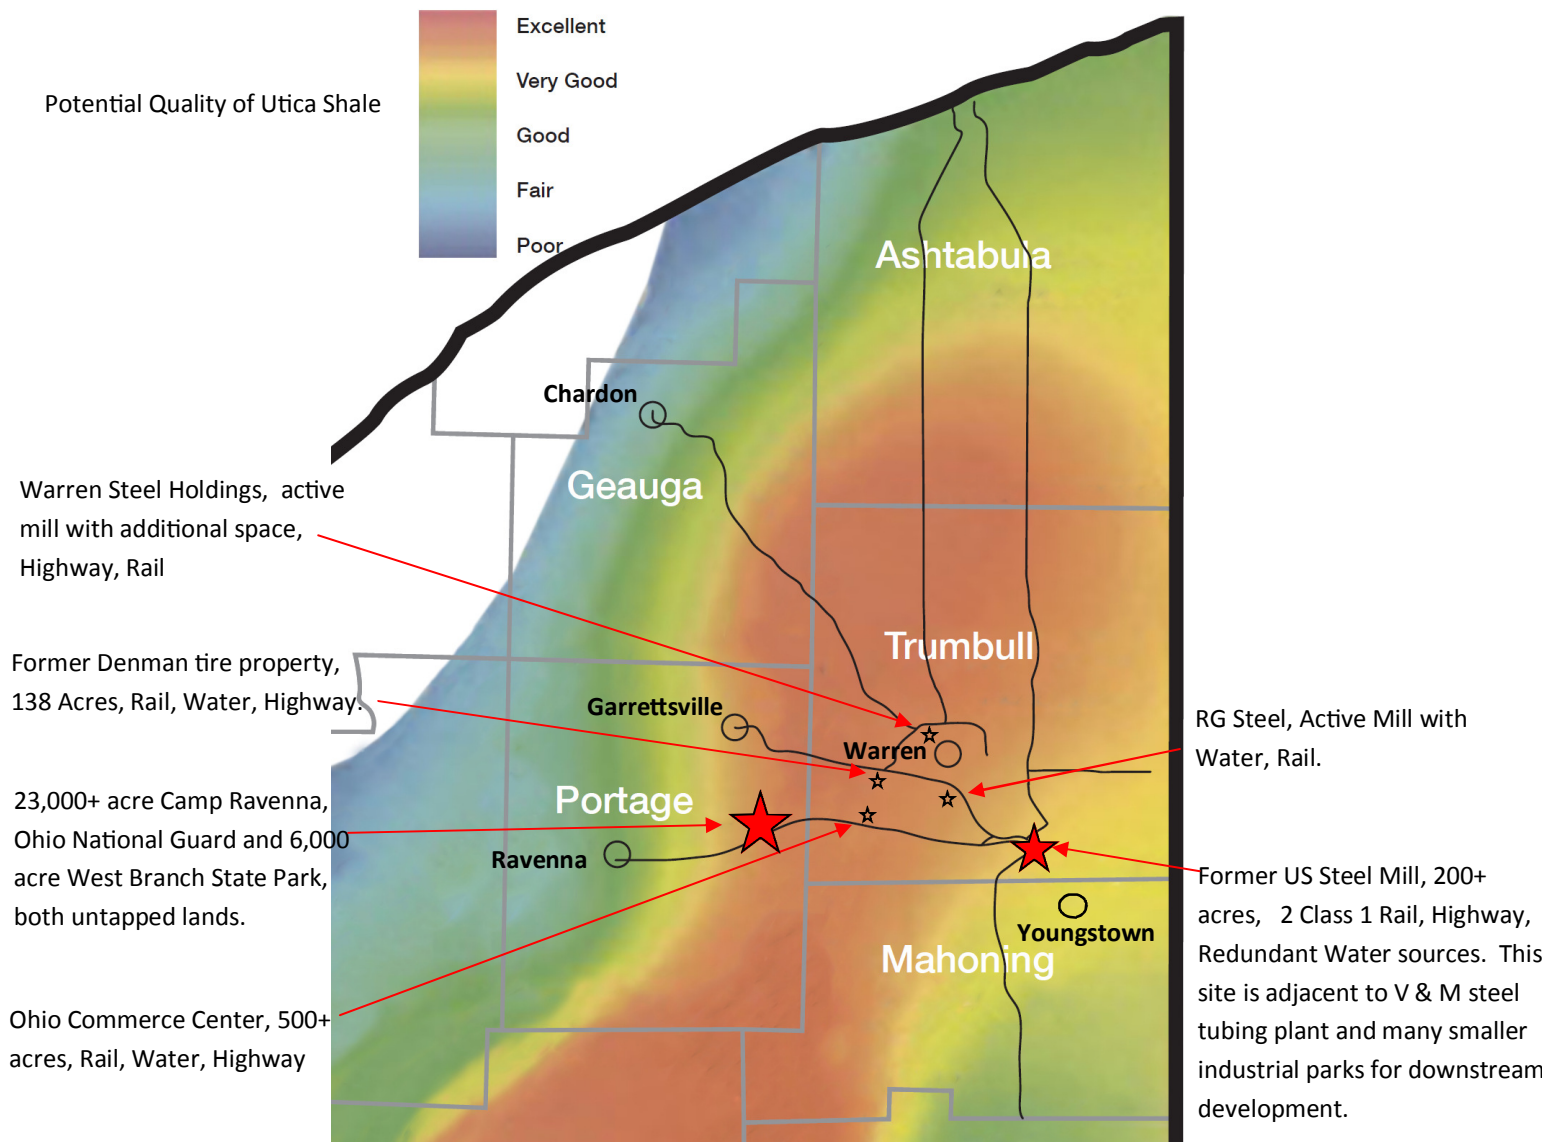 Excellent
Very Good
Potential Quality of Utica Shale
Good
Fair
Poor
Ashtabula
Chardon
Geauga
Warren Steel Holdings, active
mill with additional space,
Highway, Rail
Trumbull
Former Denman tire property,
138 Acres, Rail, Water, Highway.
Garrettsville
Warren
RG Steel, Active Mill with
Water, Rail.
23,000+ acre Camp Ravenna,
Ohio National Guard and 6,000
acre West Branch State Park,
both untapped lands.
Portage
Ravenna
Former US Steel Mill, 200+
acres, 2 Class 1 Rail, Highway,
Redundant Water sources. This
site is adjacent to V & M steel
tubing plant and many smaller
industrial parks for downstream
development.
Youngstown
Mahoning
Ohio Commerce Center, 500+
acres, Rail, Water, Highway